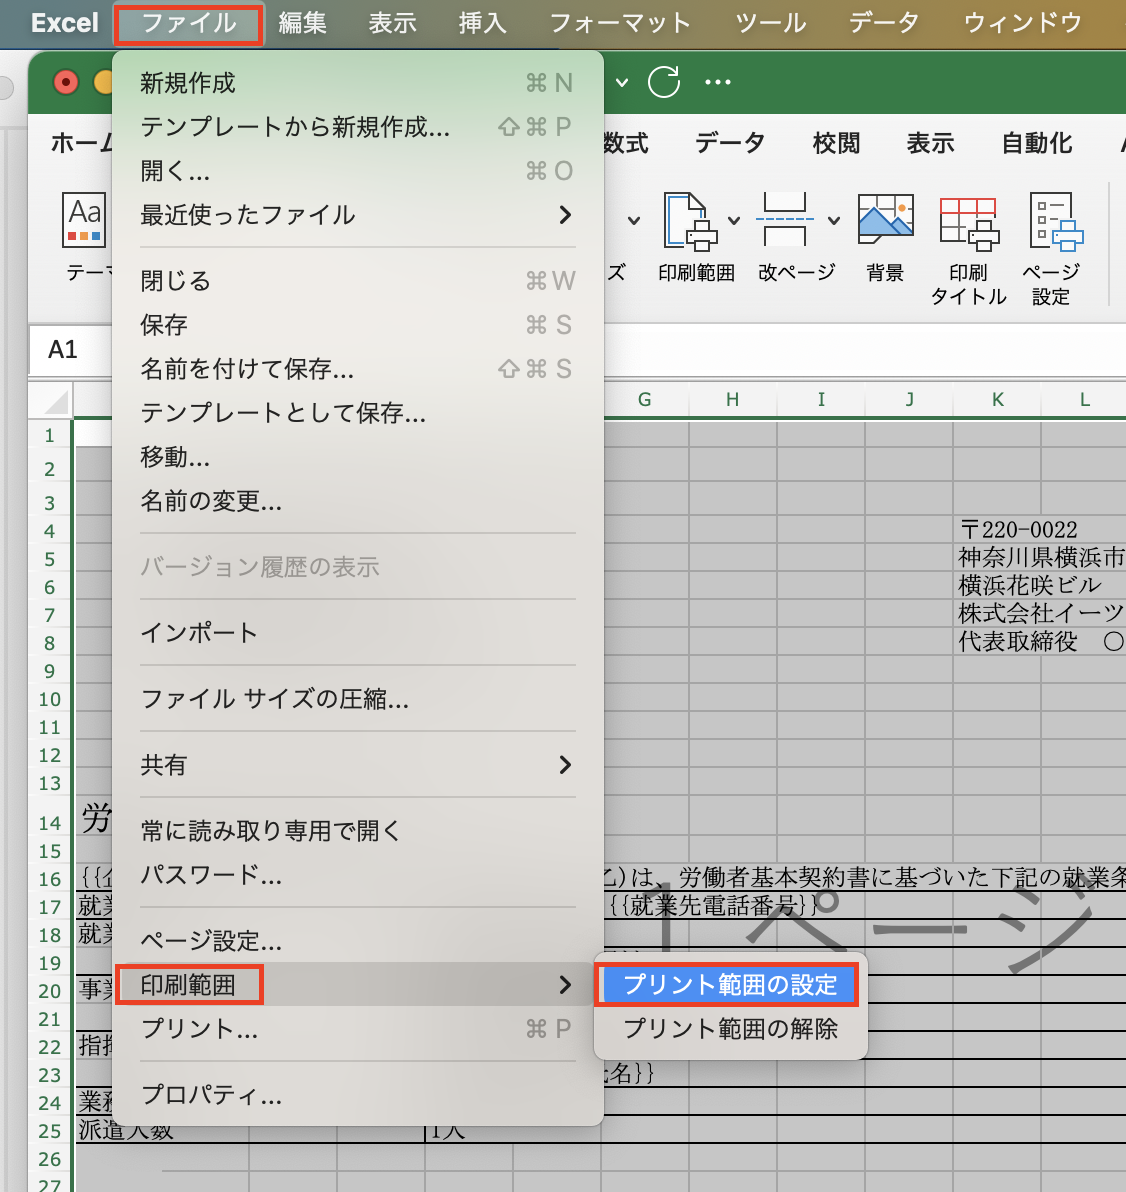 Excel ファイル 編集 表示 挿入 フォーマット ツール データ ウィンドウ
新規作成 ⌘N
テンプレートから新規作成... ⇧⌘P
開く... ⌘O
最近使ったファイル
閉じる ⌘W
保存 ⌘S
名前を付けて保存... ⇧⌘S
テンプレートとして保存...
移動...
名前の変更...
バージョン履歴の表示
インポート
ファイル サイズの圧縮...
共有
常に読み取り専用で開く
パスワード...
ページ設定...
印刷範囲
プリント... ⌘P
プロパティ...
プリント範囲の設定
プリント範囲の解除
ホーム 数式 データ 校閲 表示 自動化
Aa
テーマ
ズ
印刷範囲
改ページ
背景
印刷
タイトル
ページ
設定
A1
G H I J K L
1
2
3
4 〒220-0022
5 神奈川県横浜市
6 横浜花咲ビル
7 株式会社イーツ
8 代表取締役 〇
9
10
11
12
13
14 労
15
16 {{ 乙)は、労働者基本契約書に基づいた下記の就業条
17 就業 {{就業先電話番号}}
18 就業
19
20 事業
21
22 指揮
23 氏名}}
24 業務
25 派遣人数 1人
26
27
1 ページ